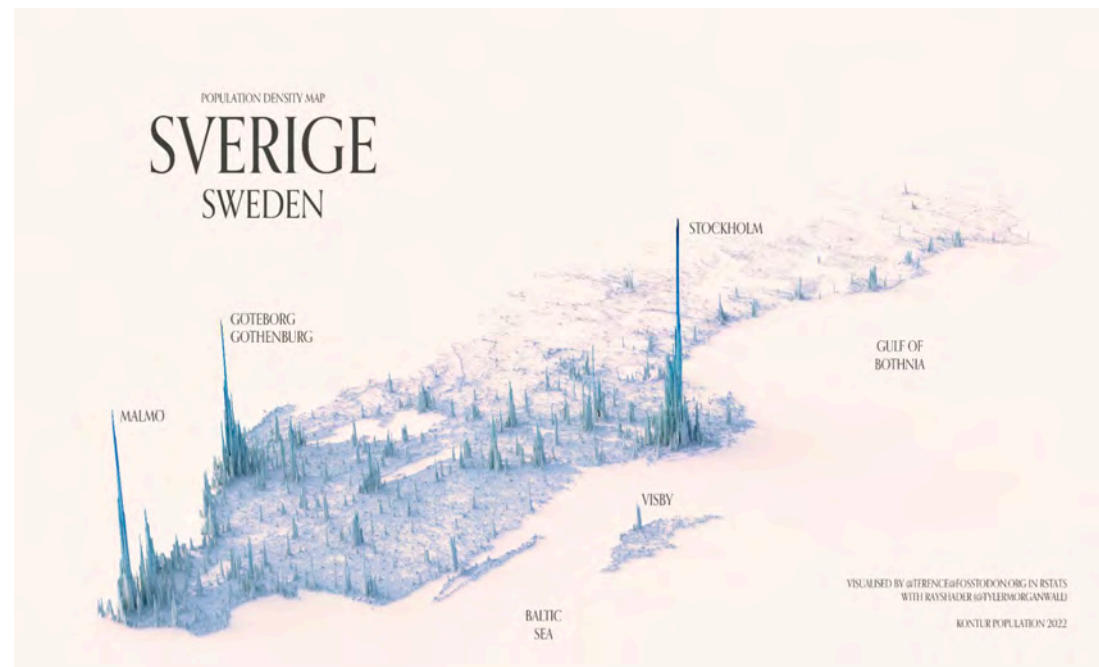 POPULATION DENSITY MAP
SVERIGE
SWEDEN
STOCKHOLM
GOTEBORG
GOTHENBURG
GULF OF
BOTHNIA
MALMO
VISBY
VISUALISED BY @TERENCE@FOSSTODON.ORG IN RSTATS
WITH RAYSHADER (@TYLERMORGANWALL)
BALTIC
SEA
KONTUR POPULATION 2022